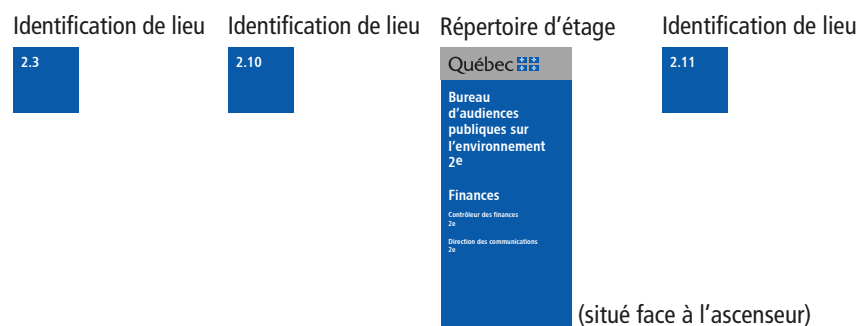 Identification de lieu
2.3
Identification de lieu
2.10
Répertoire d'étage
Québec
Bureau
d'audiences
publiques sur
l'environnement
2e
Finances
Contrôleur des finances
2e
Direction des communications
2e
(situé face à l'ascenseur)
Identification de lieu
2.11